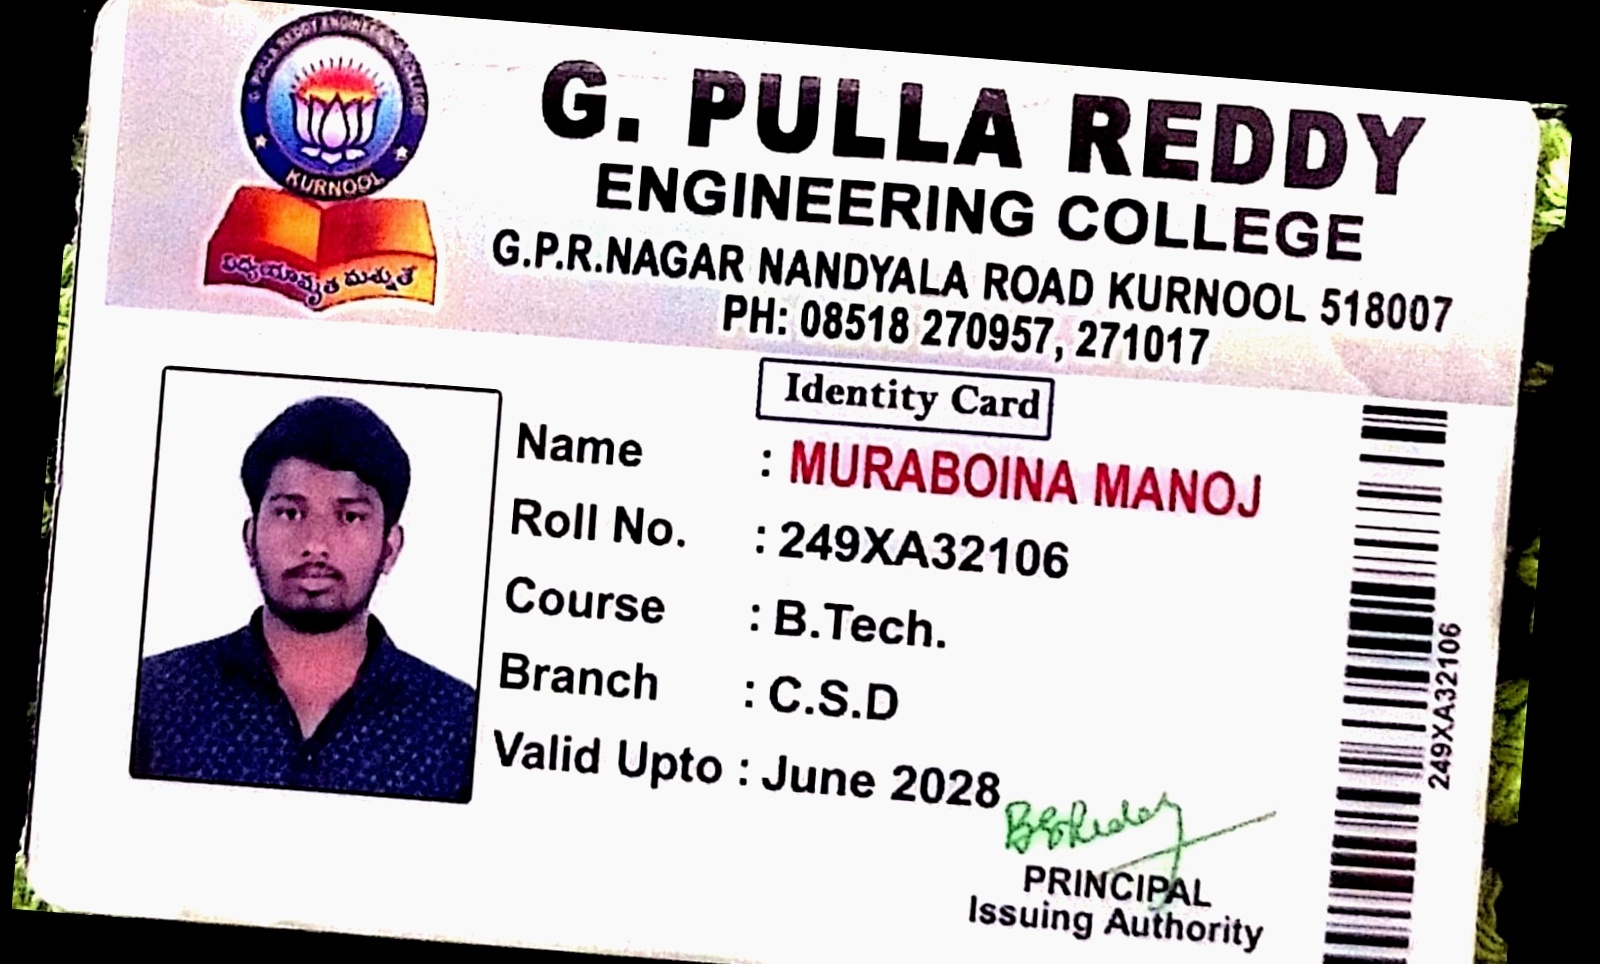 G. PULLA REDDY ENGINEERING COLLEGE
KURNOOL
విద్యయామృత మశ్నుతే
G. PULLA REDDY
ENGINEERING COLLEGE
G.P.R.NAGAR NANDYALA ROAD KURNOOL 518007
PH: 08518 270957, 271017
Identity Card
Name : MURABOINA MANOJ
Roll No. : 249XA32106
Course : B.Tech.
Branch : C.S.D
Valid Upto : June 2028
PRINCIPAL
Issuing Authority
249XA32106